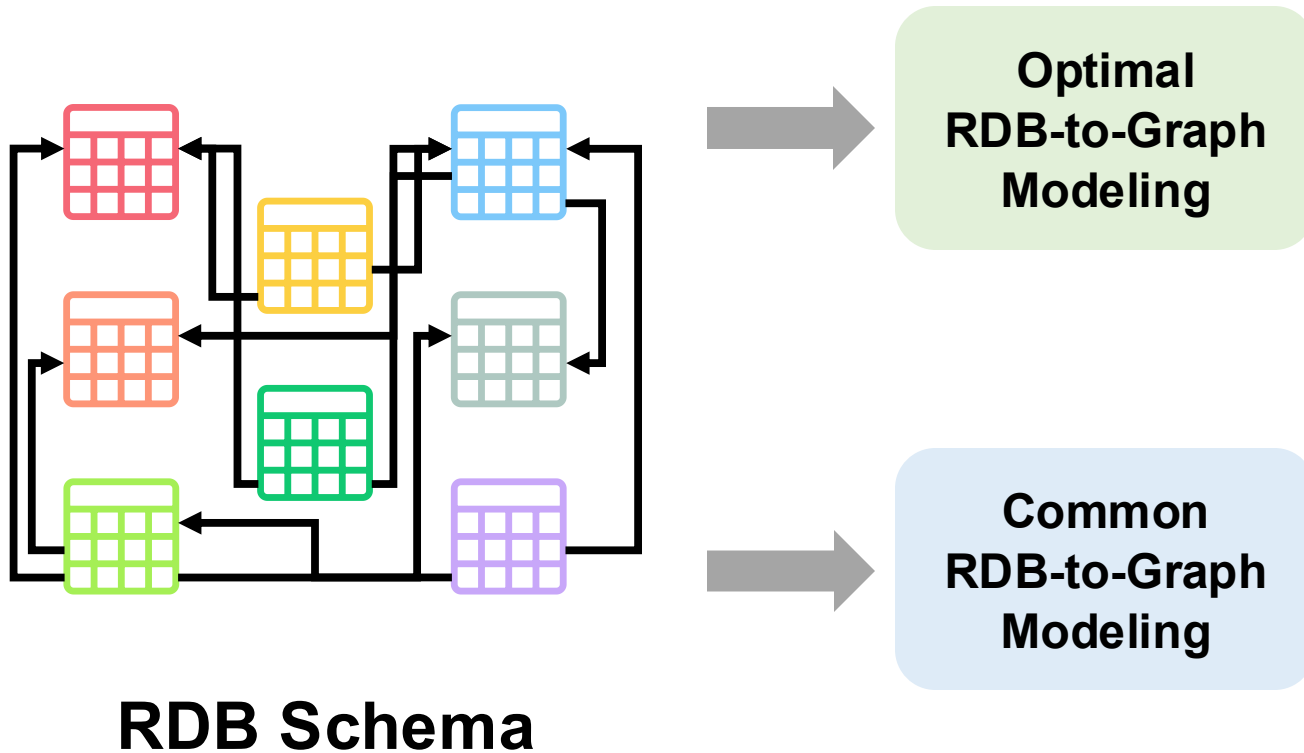 Optimal
RDB-to-Graph
Modeling
Common
RDB-to-Graph
Modeling
RDB Schema